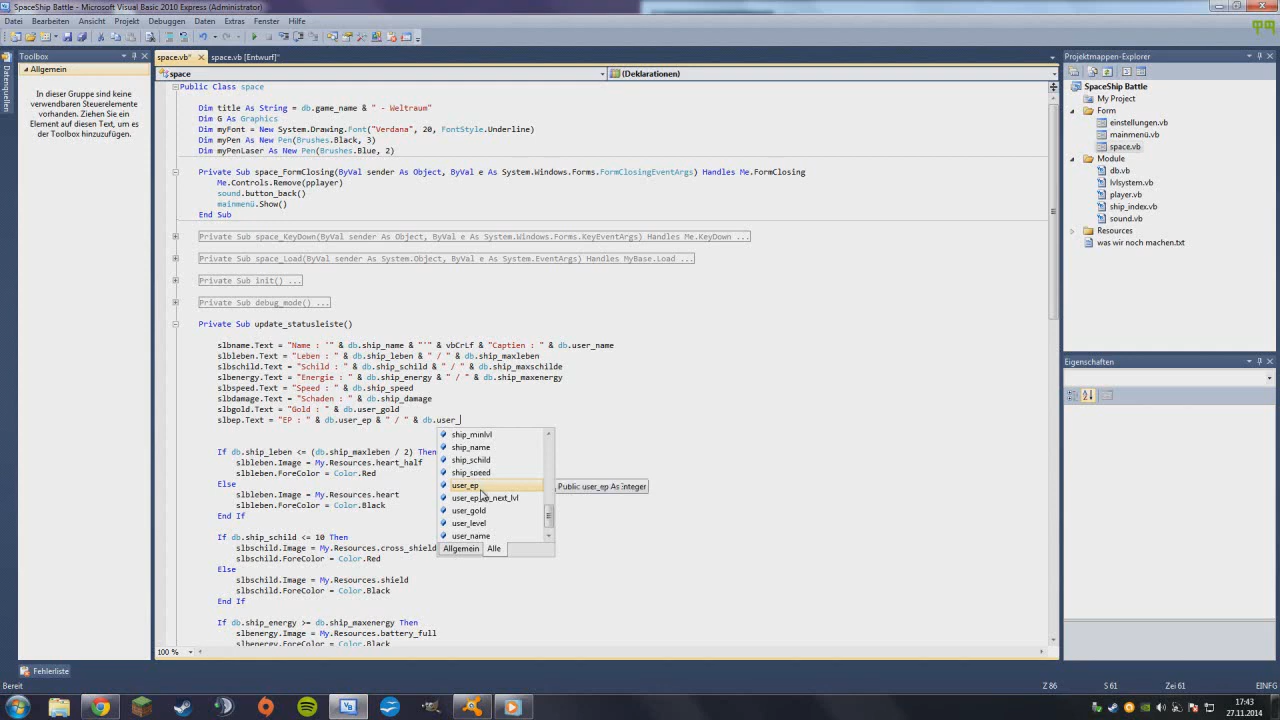 SpaceShip Battle - Microsoft Visual Basic 2010 Express (Administrator)
Datei Bearbeiten Ansicht Projekt Debuggen Daten Extras Fenster Hilfe
Datenquellen
Toolbox
Allgemein
In dieser Gruppe sind keine
verwendbaren Steuerelemente
vorhanden. Ziehen Sie ein
Element auf diesen Text, um es
der Toolbox hinzuzufügen.
space.vb* space.vb [Entwurf]*
space (Deklarationen)
Public Class space
Dim title As String = db.game_name & " - Weltraum"
Dim G As Graphics
Dim myFont = New System.Drawing.Font("Verdana", 20, FontStyle.Underline)
Dim myPen As New Pen(Brushes.Black, 3)
Dim myPenLaser As New Pen(Brushes.Blue, 2)
Private Sub space_FormClosing(ByVal sender As Object, ByVal e As System.Windows.Forms.FormClosingEventArgs) Handles Me.FormClosing
Me.Controls.Remove(pplayer)
sound.button_back()
mainmenü.Show()
End Sub
Private Sub space_KeyDown(ByVal sender As Object, ByVal e As System.Windows.Forms.KeyEventArgs) Handles Me.KeyDown ...
Private Sub space_Load(ByVal sender As System.Object, ByVal e As System.EventArgs) Handles MyBase.Load ...
Private Sub init() ...
Private Sub debug_mode() ...
Private Sub update_statusleiste()
slbname.Text = "Name : '" & db.ship_name & "'" & vbCrLf & "Captien : " & db.user_name
slbleben.Text = "Leben : " & db.ship_leben & " / " & db.ship_maxleben
slbschild.Text = "Schild : " & db.ship_schild & " / " & db.ship_maxschilde
slbenergy.Text = "Energie : " & db.ship_energy & " / " & db.ship_maxenergy
slbspeed.Text = "Speed : " & db.ship_speed
slbdamage.Text = "Schaden : " & db.ship_damage
slbgold.Text = "Gold : " & db.user_gold
slbep.Text = "EP : " & db.user_ep & " / " & db.user_
ship_minlvl
ship_name
ship_schild
ship_speed
user_ep
user_ep_to_next_lvl
user_gold
user_level
user_name
Allgemein Alle
Public user_ep As Integer
If db.ship_leben <= (db.ship_maxleben / 2) Then
slbleben.Image = My.Resources.heart_half
slbleben.ForeColor = Color.Red
Else
slbleben.Image = My.Resources.heart
slbleben.ForeColor = Color.Black
End If
If db.ship_schild <= 10 Then
slbschild.Image = My.Resources.cross_shield
slbschild.ForeColor = Color.Red
Else
slbschild.Image = My.Resources.shield
slbschild.ForeColor = Color.Black
End If
If db.ship_energy >= db.ship_maxenergy Then
slbenergy.Image = My.Resources.battery_full
slbenergy.ForeColor = Color.Black
100 %
Projektmappen-Explorer
SpaceShip Battle
My Project
Form
einstellungen.vb
mainmenü.vb
space.vb
Module
db.vb
lvlsystem.vb
player.vb
ship_index.vb
sound.vb
Resources
was wir noch machen.txt
Eigenschaften
Fehlerliste
Bereit Z 86 S 61 Zei 61 EINFG
17:43
27.11.2014